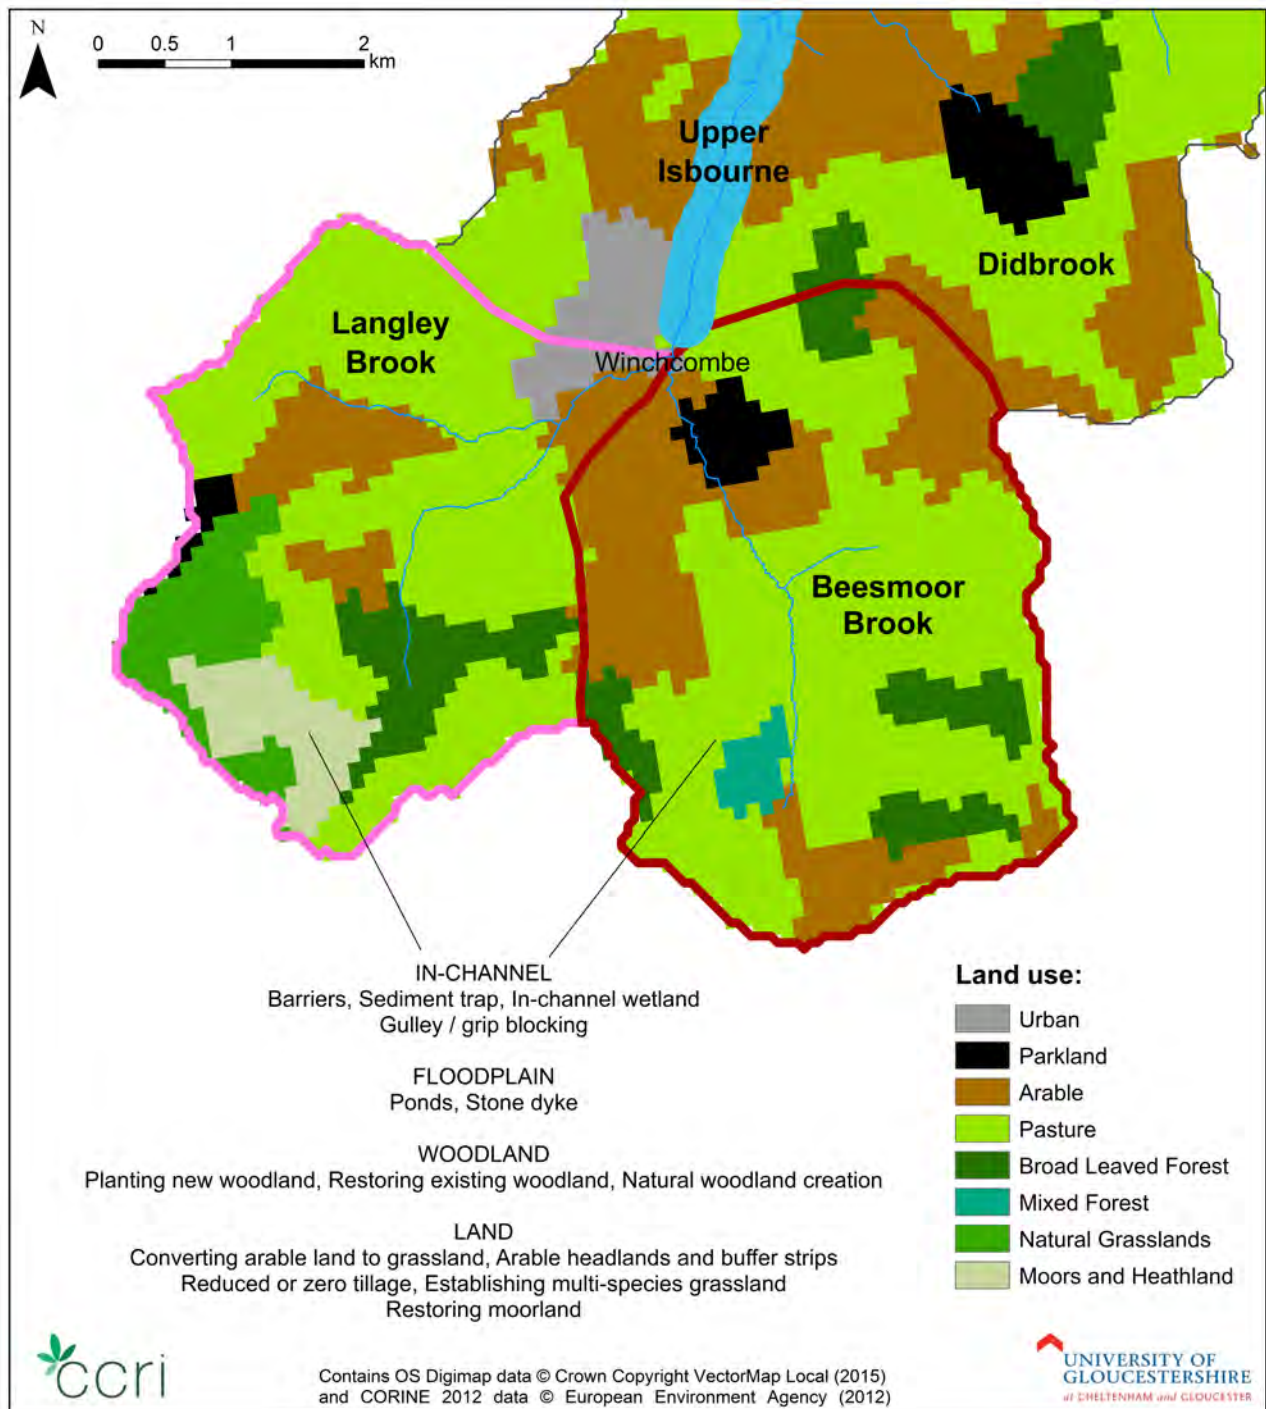 N
0 0.5 1 2
km
Upper
Isbourne
Didbrook
Langley
Brook
Winchcombe
Beesmoor
Brook
IN-CHANNEL
Barriers, Sediment trap, In-channel wetland
Gulley / grip blocking
FLOODPLAIN
Ponds, Stone dyke
WOODLAND
Planting new woodland, Restoring existing woodland, Natural woodland creation
LAND
Converting arable land to grassland, Arable headlands and buffer strips
Reduced or zero tillage, Establishing multi-species grassland
Restoring moorland
Land use:
Urban
Parkland
Arable
Pasture
Broad Leaved Forest
Mixed Forest
Natural Grasslands
Moors and Heathland
ccri
Contains OS Digimap data © Crown Copyright VectorMap Local (2015)
and CORINE 2012 data © European Environment Agency (2012)
UNIVERSITY OF
GLOUCESTERSHIRE
at CHELTENHAM and GLOUCESTER